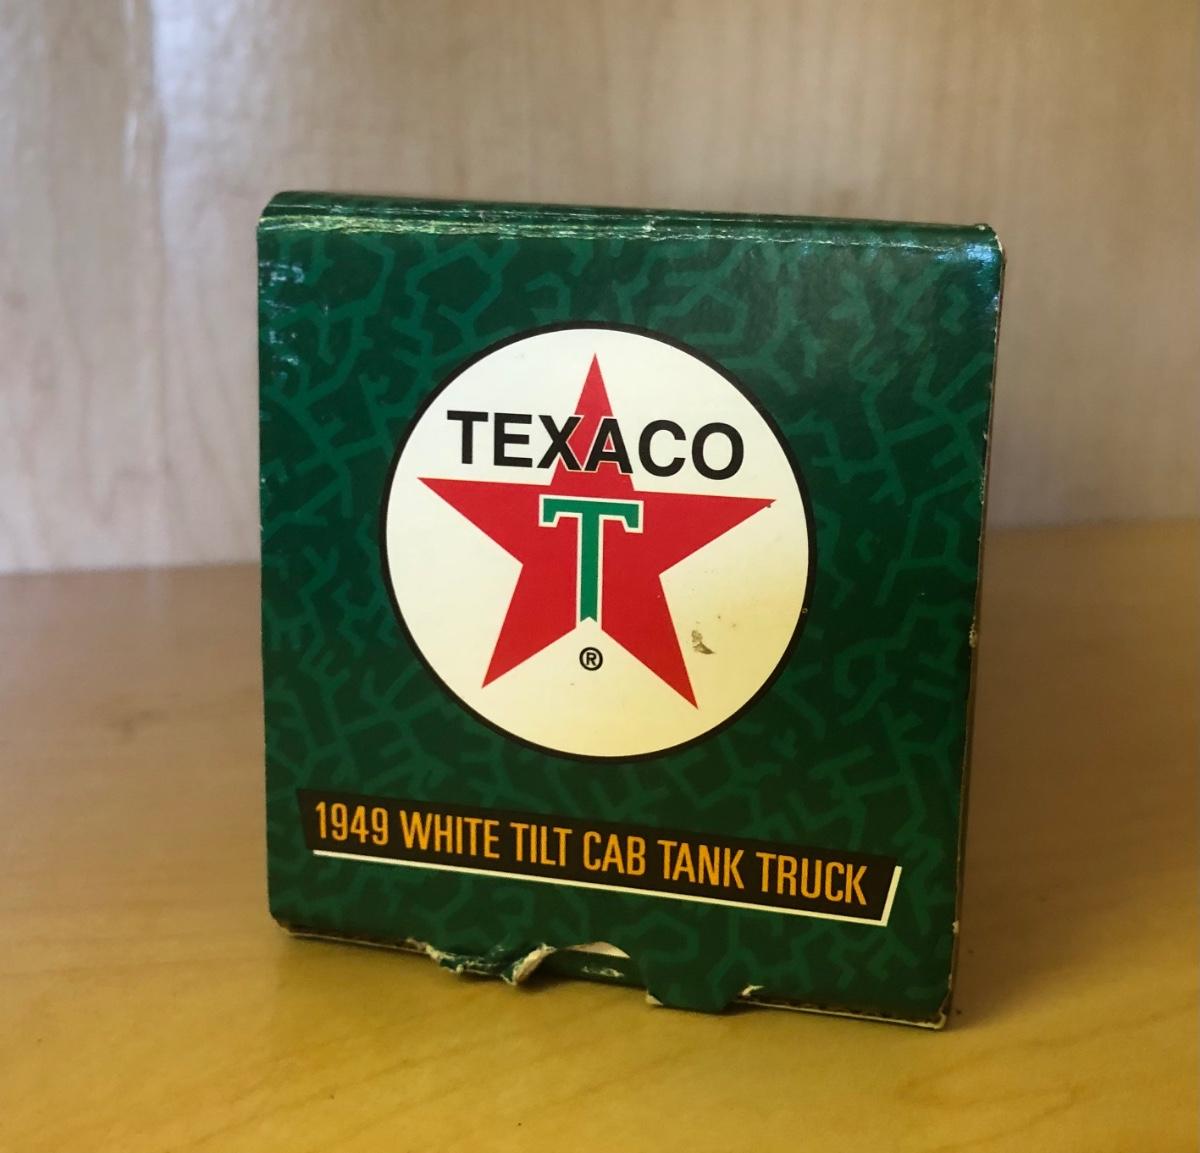 TEXACO
T
®
1949 WHITE TILT CAB TANK TRUCK